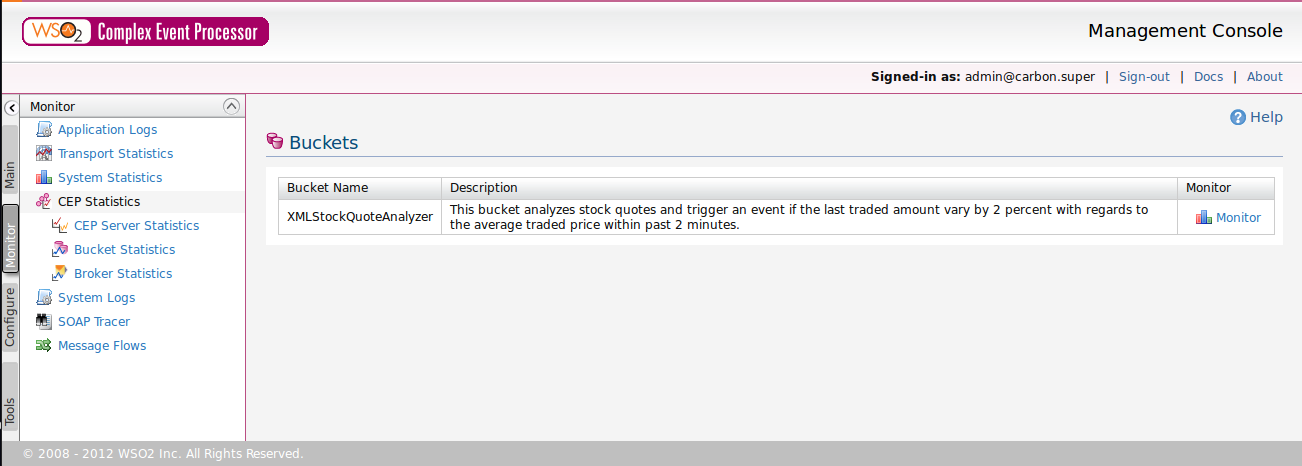 WSO2 Complex Event Processor
Management Console
Signed-in as: admin@carbon.super | Sign-out | Docs | About
Main
Monitor
Configure
Tools
Monitor
Application Logs
Transport Statistics
System Statistics
CEP Statistics
CEP Server Statistics
Bucket Statistics
Broker Statistics
System Logs
SOAP Tracer
Message Flows
Help
Buckets
Bucket Name Description Monitor
XMLStockQuoteAnalyzer
This bucket analyzes stock quotes and trigger an event if the last traded amount vary by 2 percent with regards to
the average traded price within past 2 minutes.
Monitor
© 2008 - 2012 WSO2 Inc. All Rights Reserved.